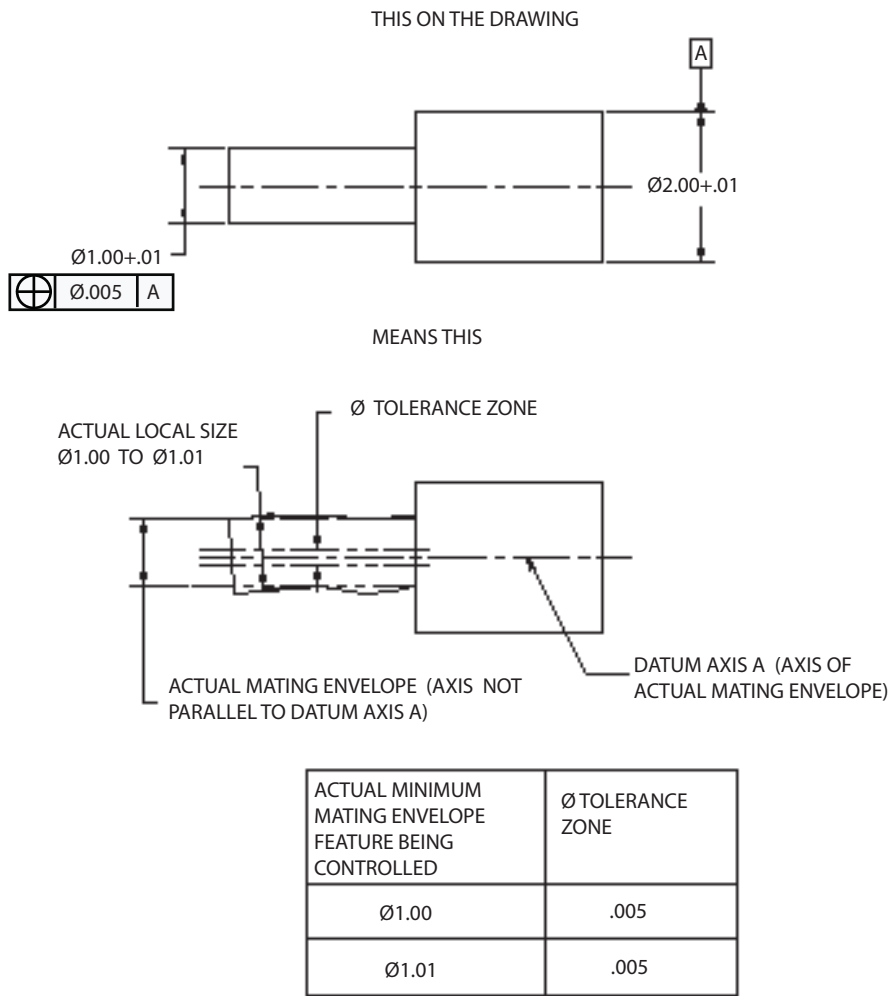 THIS ON THE DRAWING
A
Ø2.00+.01
Ø1.00+.01
Ø.005 A
MEANS THIS
Ø TOLERANCE ZONE
ACTUAL LOCAL SIZE
Ø1.00 TO Ø1.01
DATUM AXIS A (AXIS OF
ACTUAL MATING ENVELOPE)
ACTUAL MATING ENVELOPE (AXIS NOT
PARALLEL TO DATUM AXIS A)
ACTUAL MINIMUM
MATING ENVELOPE
FEATURE BEING
CONTROLLED
Ø TOLERANCE
ZONE
Ø1.00 .005
Ø1.01 .005